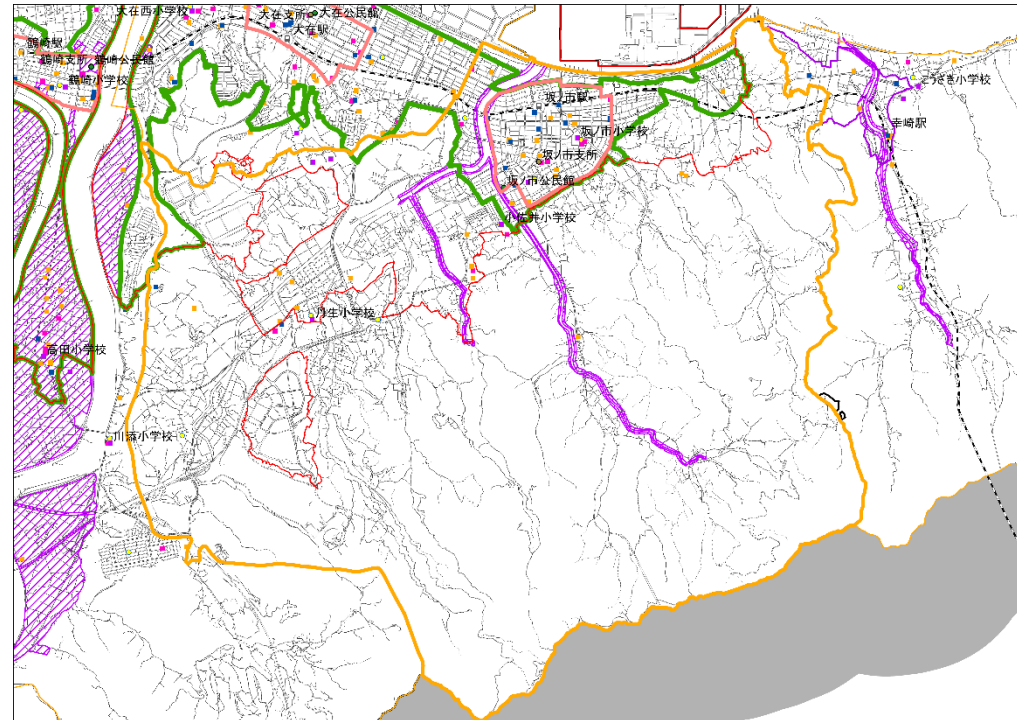 大在西小学校
大在支所
大在公民館
大在駅
鶴崎駅
鶴崎支所
鶴崎公民館
鶴崎小学校
坂ノ市駅
坂ノ市小学校
坂ノ市支所
坂ノ市公民館
小佐井小学校
こうざき小学校
幸崎駅
丹生小学校
高田小学校
川添小学校